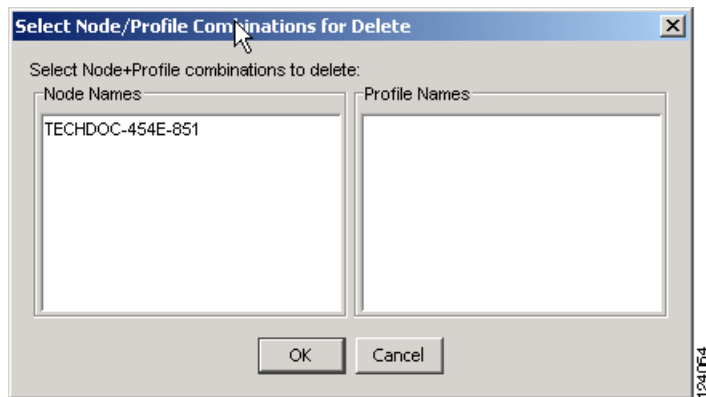 Select Node/Profile Combinations for Delete
Select Node+Profile combinations to delete:
Node Names
Profile Names
TECHDOC-454E-851
OK
Cancel
124064